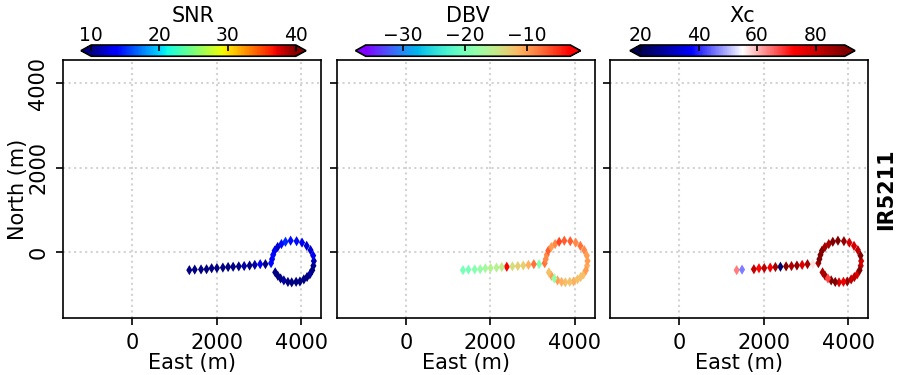 SNR DBV Xc
10 20 30 40 −30 −20 −10 20 40 60 80
4000
2000
0
North (m)
IR5211
0 2000 4000 0 2000 4000 0 2000 4000
East (m) East (m) East (m)